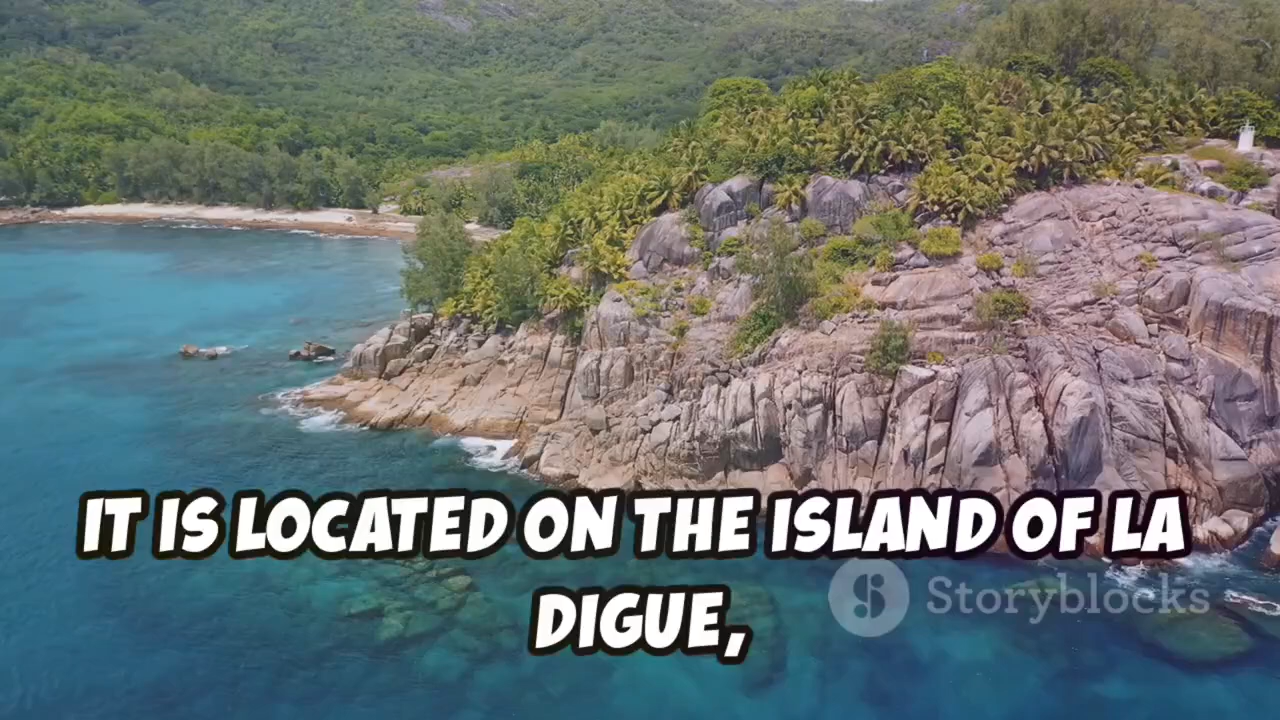 IT IS LOCATED ON THE ISLAND OF LA
DIGUE,
Storyblocks